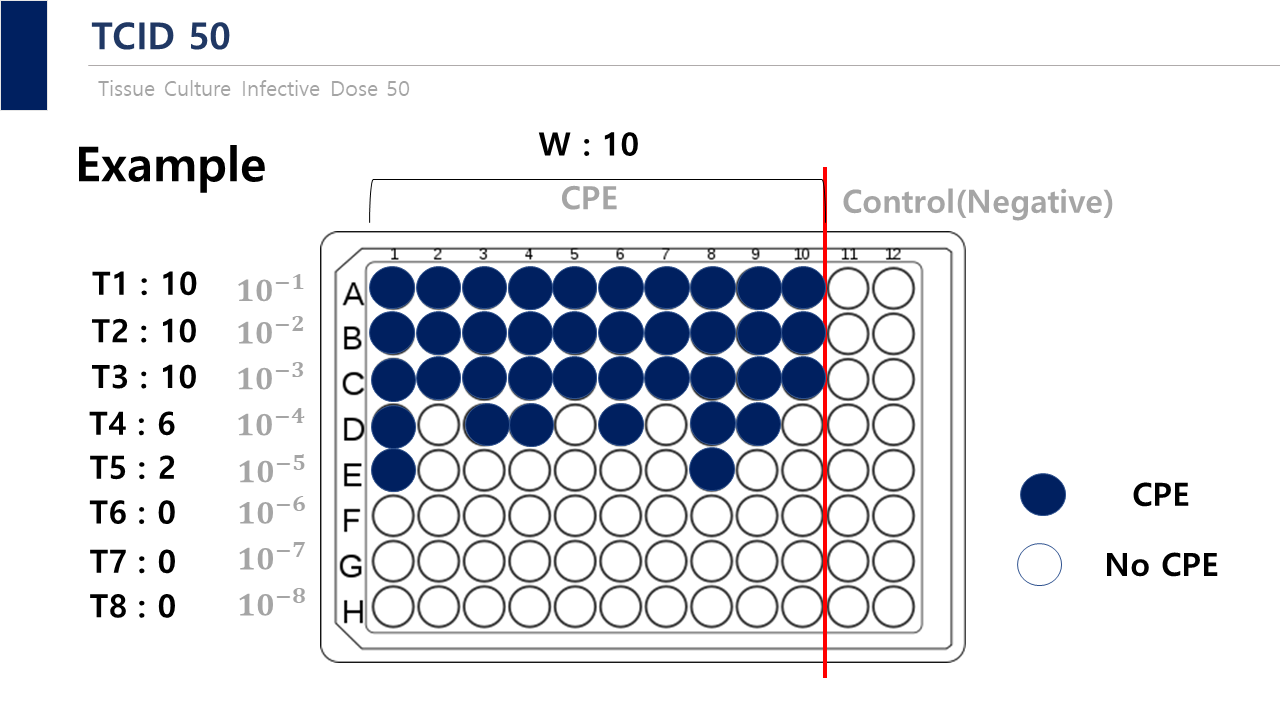 TCID 50
Tissue Culture Infective Dose 50
W : 10
Example
CPE
Control(Negative)
1 2 3 4 5 6 7 8 9 10 11 12
T1 : 10 10⁻¹ A
T2 : 10 10⁻² B
T3 : 10 10⁻³ C
T4 : 6 10⁻⁴ D
T5 : 2 10⁻⁵ E
T6 : 0 10⁻⁶ F
T7 : 0 10⁻⁷ G
T8 : 0 10⁻⁸ H
CPE
No CPE